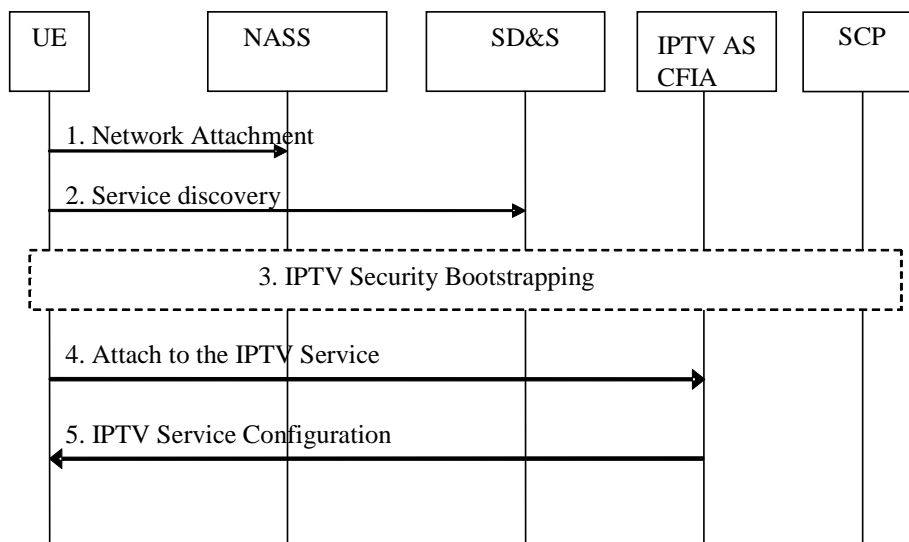 UE
NASS
SD&S
IPTV AS
CFIA
SCP
1. Network Attachment
2. Service discovery
3. IPTV Security Bootstrapping
4. Attach to the IPTV Service
5. IPTV Service Configuration